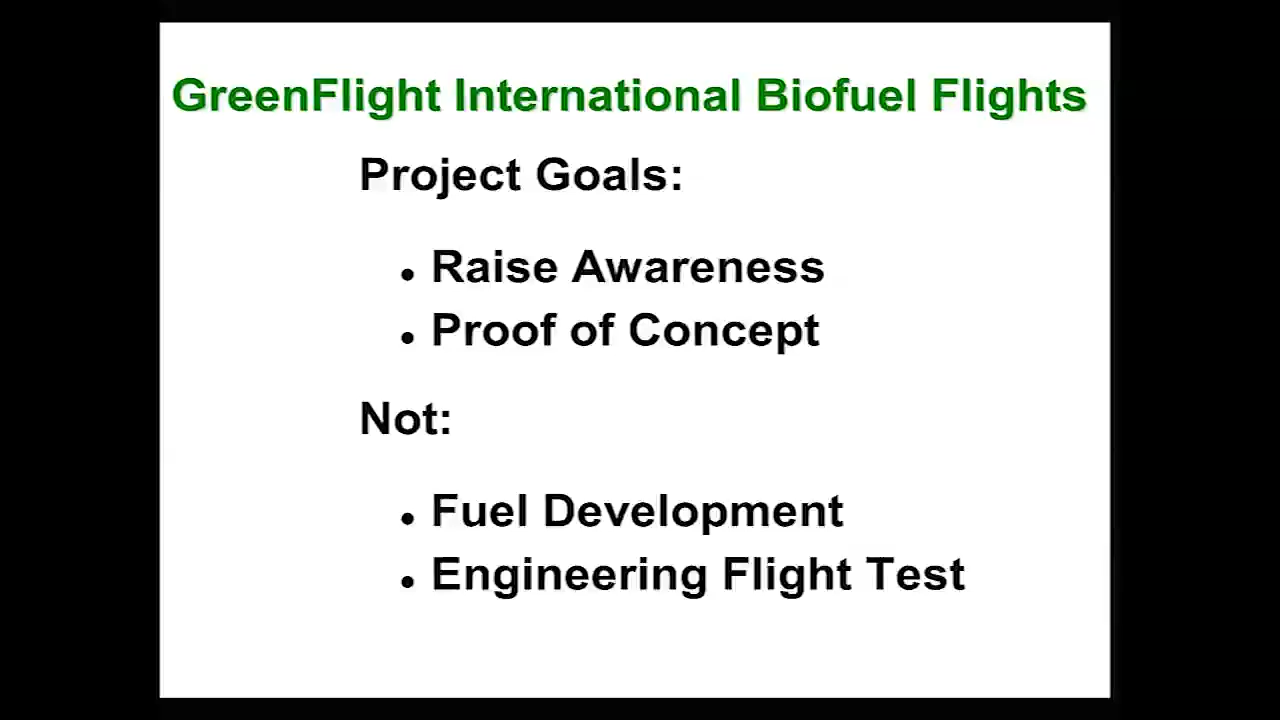 GreenFlight International Biofuel Flights
Project Goals:
• Raise Awareness
• Proof of Concept
Not:
• Fuel Development
• Engineering Flight Test